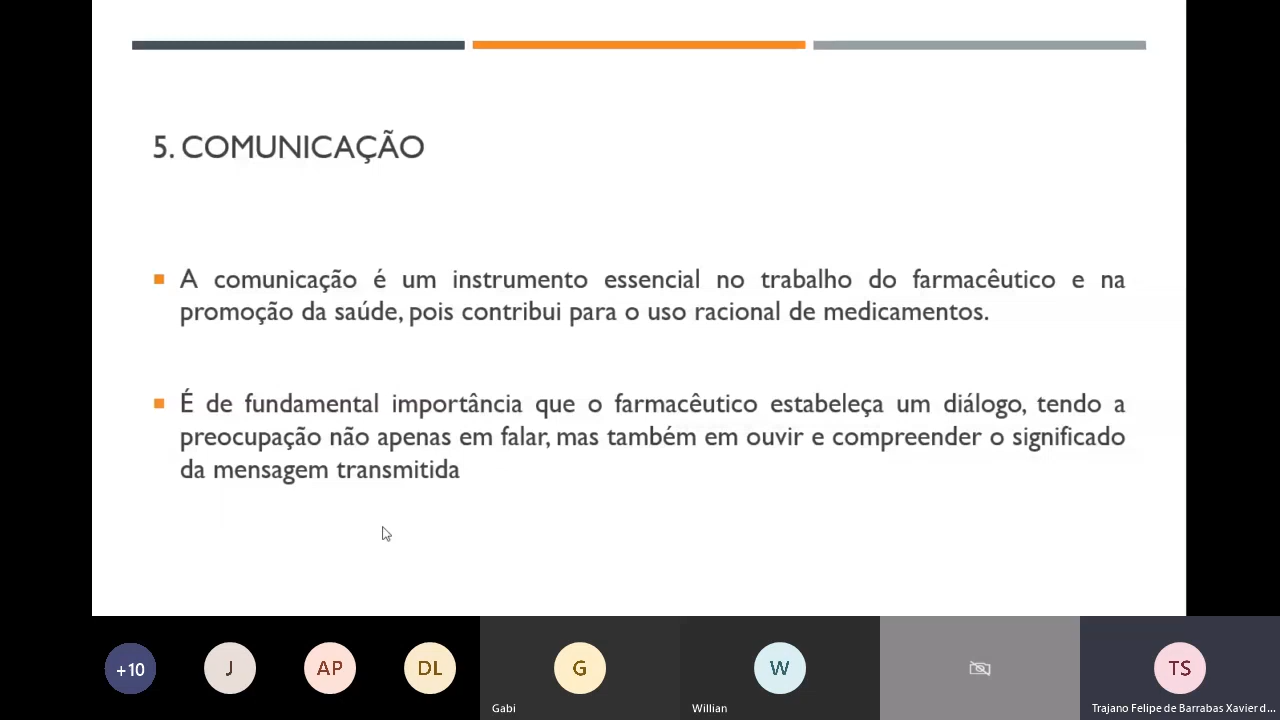 5. COMUNICAÇÃO
A comunicação é um instrumento essencial no trabalho do farmacêutico e na
promoção da saúde, pois contribui para o uso racional de medicamentos.
É de fundamental importância que o farmacêutico estabeleça um diálogo, tendo a
preocupação não apenas em falar, mas também em ouvir e compreender o significado
da mensagem transmitida
+10
J
AP
DL
G
W
TS
Gabi
Willian
Trajano Felipe de Barrabas Xavier d...